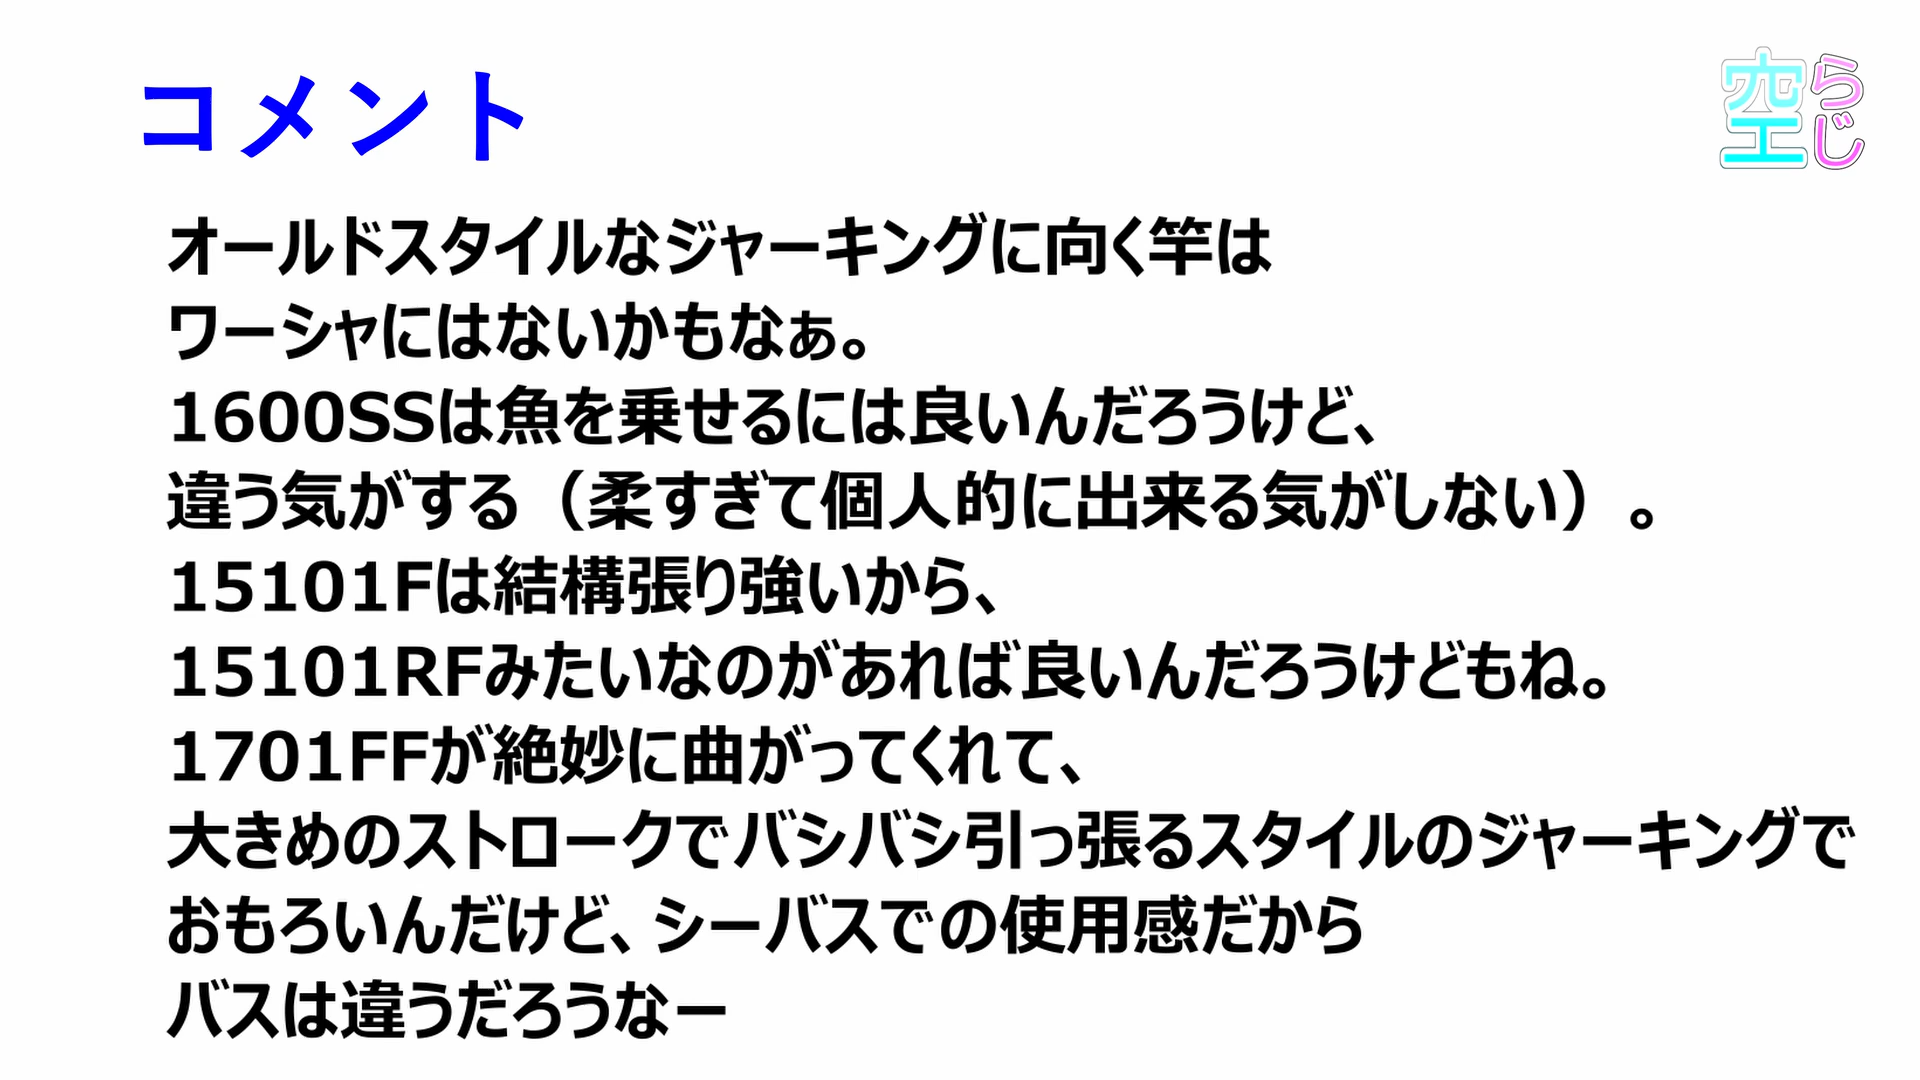 コメント
空らじ
オールドスタイルなジャーキングに向く竿は
ワーシャにはないかもなぁ。
1600SSは魚を乗せるには良いんだろうけど、
違う気がする（柔すぎて個人的に出来る気がしない）。
15101Fは結構張り強いから、
15101RFみたいなのがあれば良いんだろうけどもね。
1701FFが絶妙に曲がってくれて、
大きめのストロークでバシバシ引っ張るスタイルのジャーキングで
おもろいんだけど、シーバスでの使用感だから
バスは違うだろうなー